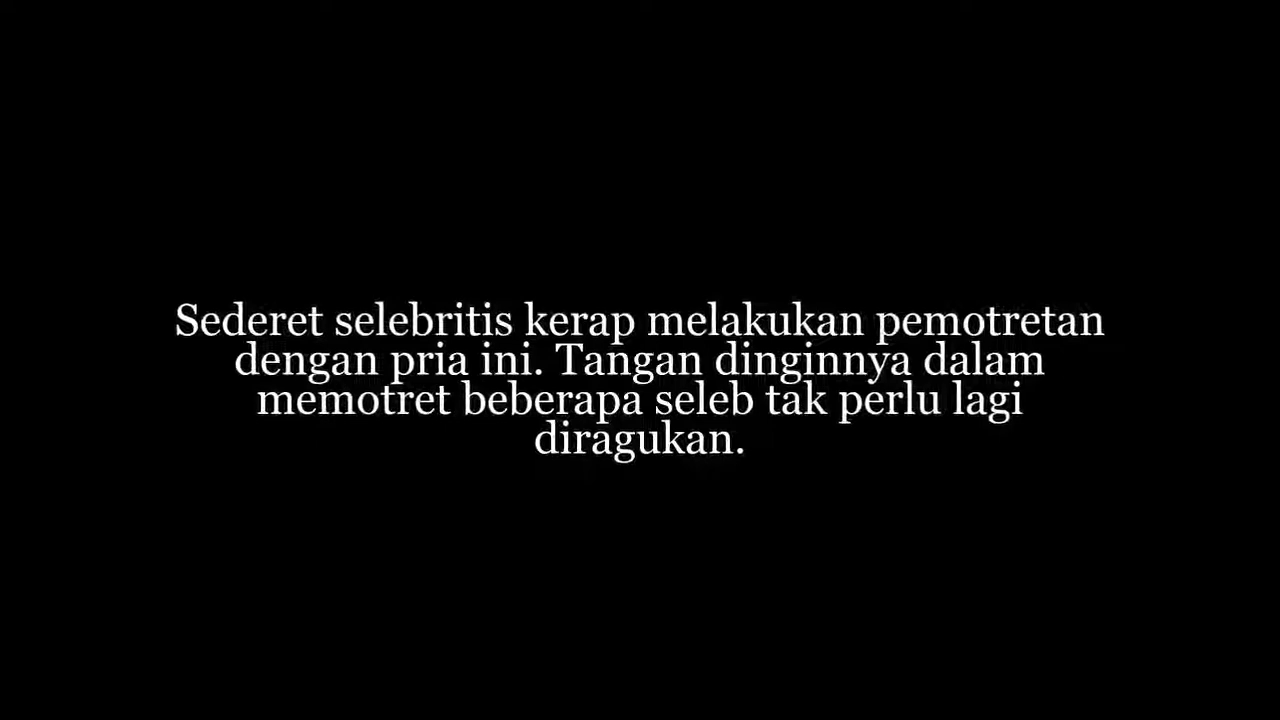 Sederet selebritis kerap melakukan pemotretan
dengan pria ini. Tangan dinginnya dalam
memotret beberapa seleb tak perlu lagi
diragukan.